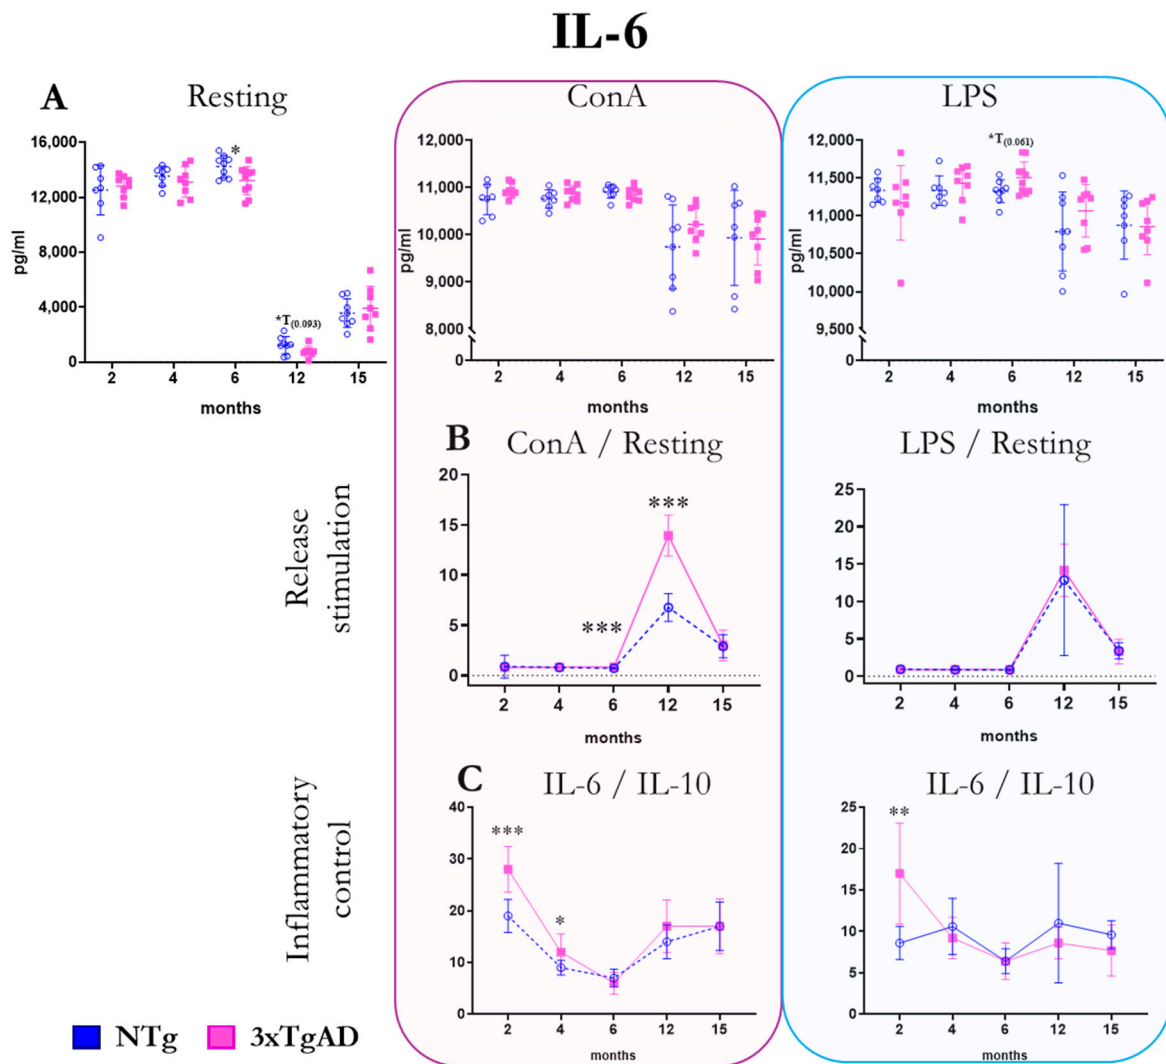 IL-6
A
Resting
ConA
LPS
pg/ml
16,000
12,000
8,000
4,000
0
*
*T(0.093)
2 4 6 12 15
months
pg/ml
12,000
11,000
10,000
9,000
8,000
0
2 4 6 12 15
months
pg/ml
12,000
11,500
11,000
10,500
10,000
9,500
0
*T(0.061)
2 4 6 12 15
months
Release
stimulation
B
ConA / Resting
20
15
10
5
0
***
***
2 4 6 12 15
months
LPS / Resting
25
20
15
10
5
0
2 4 6 12 15
months
Inflammatory
control
C
IL-6 / IL-10
40
30
20
10
0
***
*
2 4 6 12 15
months
IL-6 / IL-10
25
20
15
10
5
0
**
2 4 6 12 15
months
NTg 3xTgAD